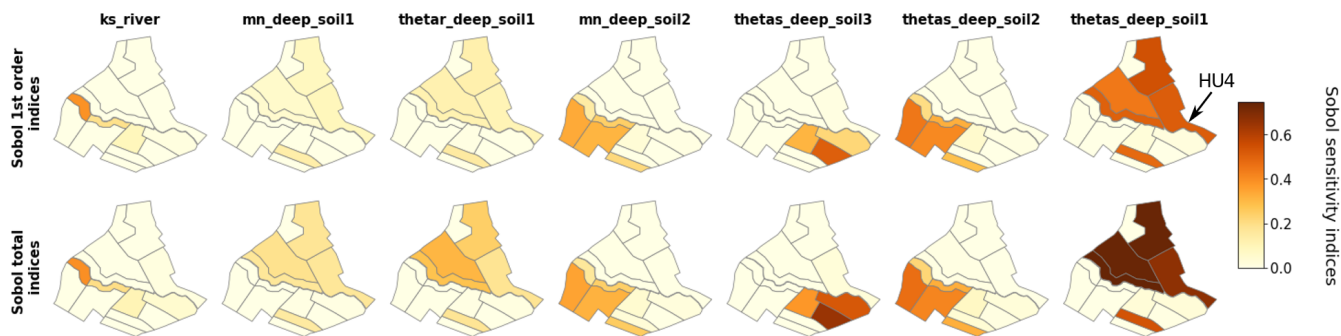 ks_river mn_deep_soil1 thetar_deep_soil1 mn_deep_soil2 thetas_deep_soil3 thetas_deep_soil2 thetas_deep_soil1
Sobol 1st order
indices
HU4
Sobol total
indices
0.6
0.4
0.2
0.0
Sobol sensitivity indices